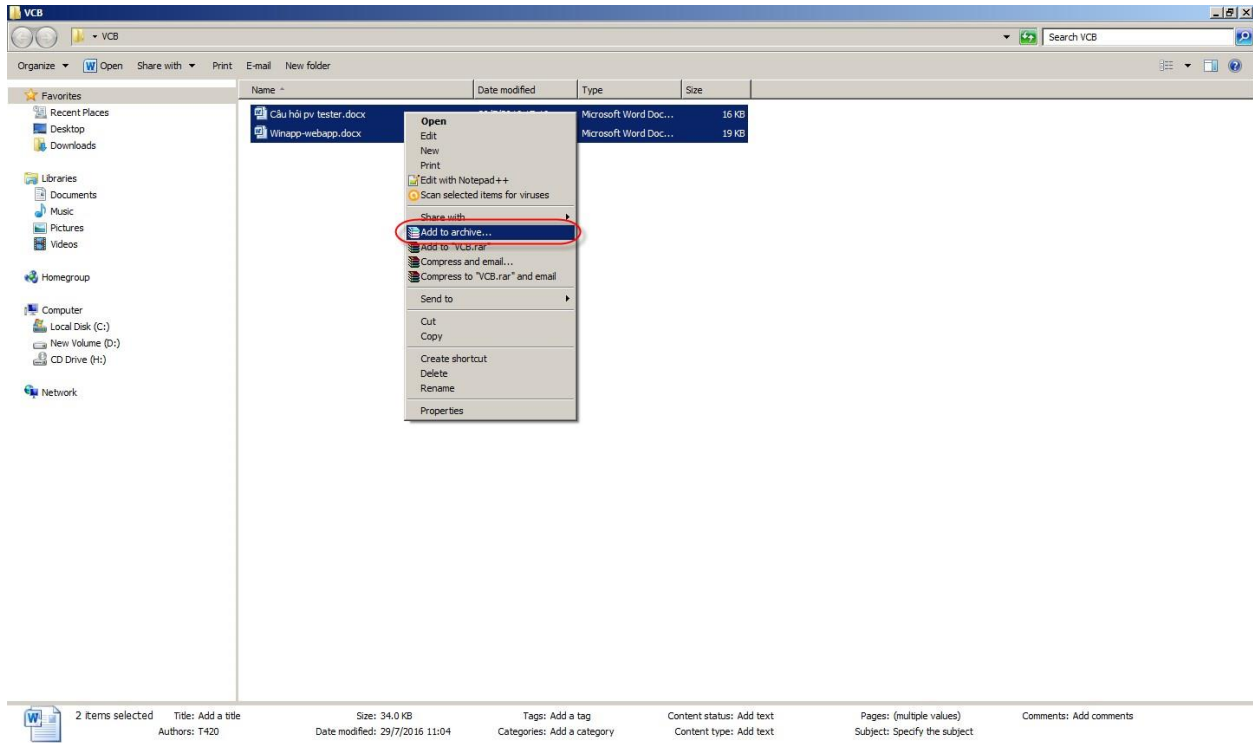 VCB
VCB
Search VCB
Organize Open Share with Print E-mail New folder
Name Date modified Type Size
Favorites
Recent Places
Desktop
Downloads
Libraries
Documents
Music
Pictures
Videos
Homegroup
Computer
Local Disk (C:)
New Volume (D:)
CD Drive (H:)
Network
Câu hỏi pv tester.docx Microsoft Word Doc... 16 KB
Winapp-webapp.docx Microsoft Word Doc... 19 KB
Open
Edit
New
Print
Edit with Notepad++
Scan selected items for viruses
Share with
Add to archive...
Add to "VCB.rar"
Compress and email...
Compress to "VCB.rar" and email
Send to
Cut
Copy
Create shortcut
Delete
Rename
Properties
2 items selected Title: Add a title Size: 34.0 KB Tags: Add a tag Content status: Add text Pages: (multiple values) Comments: Add comments
Authors: T420 Date modified: 29/7/2016 11:04 Categories: Add a category Content type: Add text Subject: Specify the subject